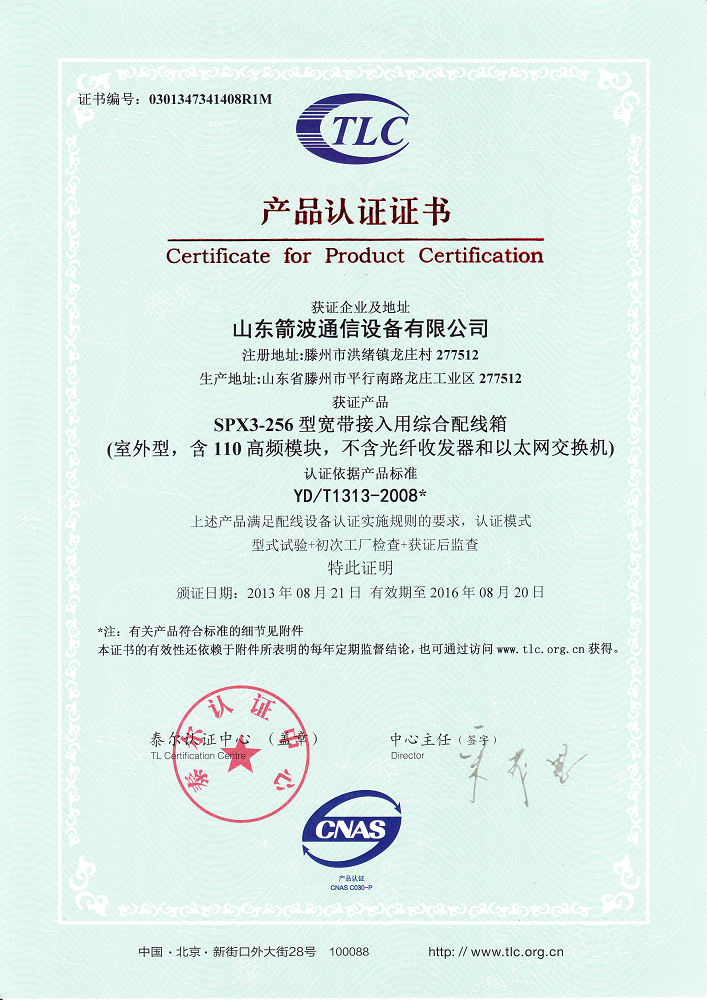 证书编号：0301347341408R1M
TLC
产品认证证书
Certificate for Product Certification
获证企业及地址
山东箭波通信设备有限公司
注册地址:滕州市洪绪镇龙庄村 277512
生产地址:山东省滕州市平行南路龙庄工业区 277512
获证产品
SPX3-256 型宽带接入用综合配线箱
(室外型，含 110 高频模块，不含光纤收发器和以太网交换机)
认证依据产品标准
YD/T1313-2008*
上述产品满足配线设备认证实施规则的要求，认证模式
型式试验+初次工厂检查+获证后监查
特此证明
颁证日期：2013 年 08 月 21 日 有效期至 2016 年 08 月 20 日
*注：有关产品符合标准的细节见附件
本证书的有效性还依赖于附件所表明的每年定期监督结论，也可通过访问 www.tlc.org.cn 获得。
泰尔认证中心
泰尔认证中心 （盖章）
TL Certification Centre
中心主任（签字）
Director
CNAS
产品认证
CNAS C030-P
中国·北京·新街口外大街28号 100088
http: // www.tlc.org.cn